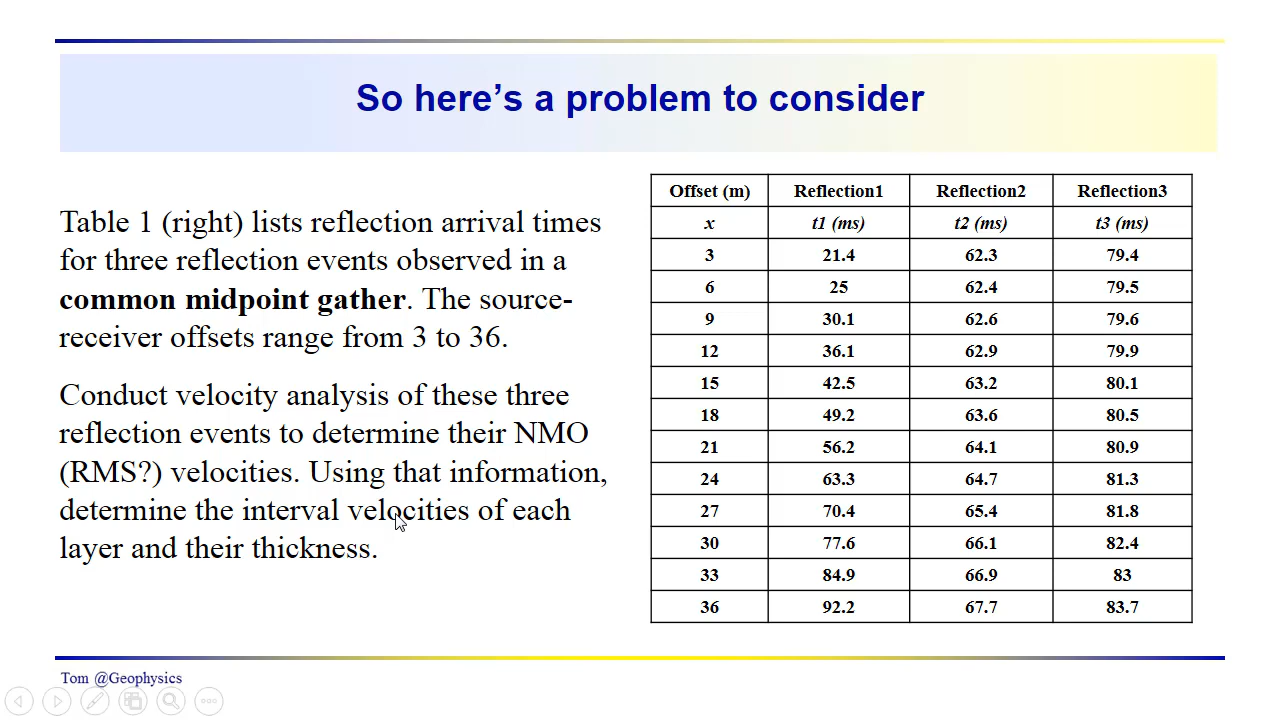 So here’s a problem to consider
Table 1 (right) lists reflection arrival times
for three reflection events observed in a
common midpoint gather. The source-
receiver offsets range from 3 to 36.
Conduct velocity analysis of these three
reflection events to determine their NMO
(RMS?) velocities. Using that information,
determine the interval velocities of each
layer and their thickness.
Offset (m) Reflection1 Reflection2 Reflection3
x t1 (ms) t2 (ms) t3 (ms)
3 21.4 62.3 79.4
6 25 62.4 79.5
9 30.1 62.6 79.6
12 36.1 62.9 79.9
15 42.5 63.2 80.1
18 49.2 63.6 80.5
21 56.2 64.1 80.9
24 63.3 64.7 81.3
27 70.4 65.4 81.8
30 77.6 66.1 82.4
33 84.9 66.9 83
36 92.2 67.7 83.7
Tom @Geophysics